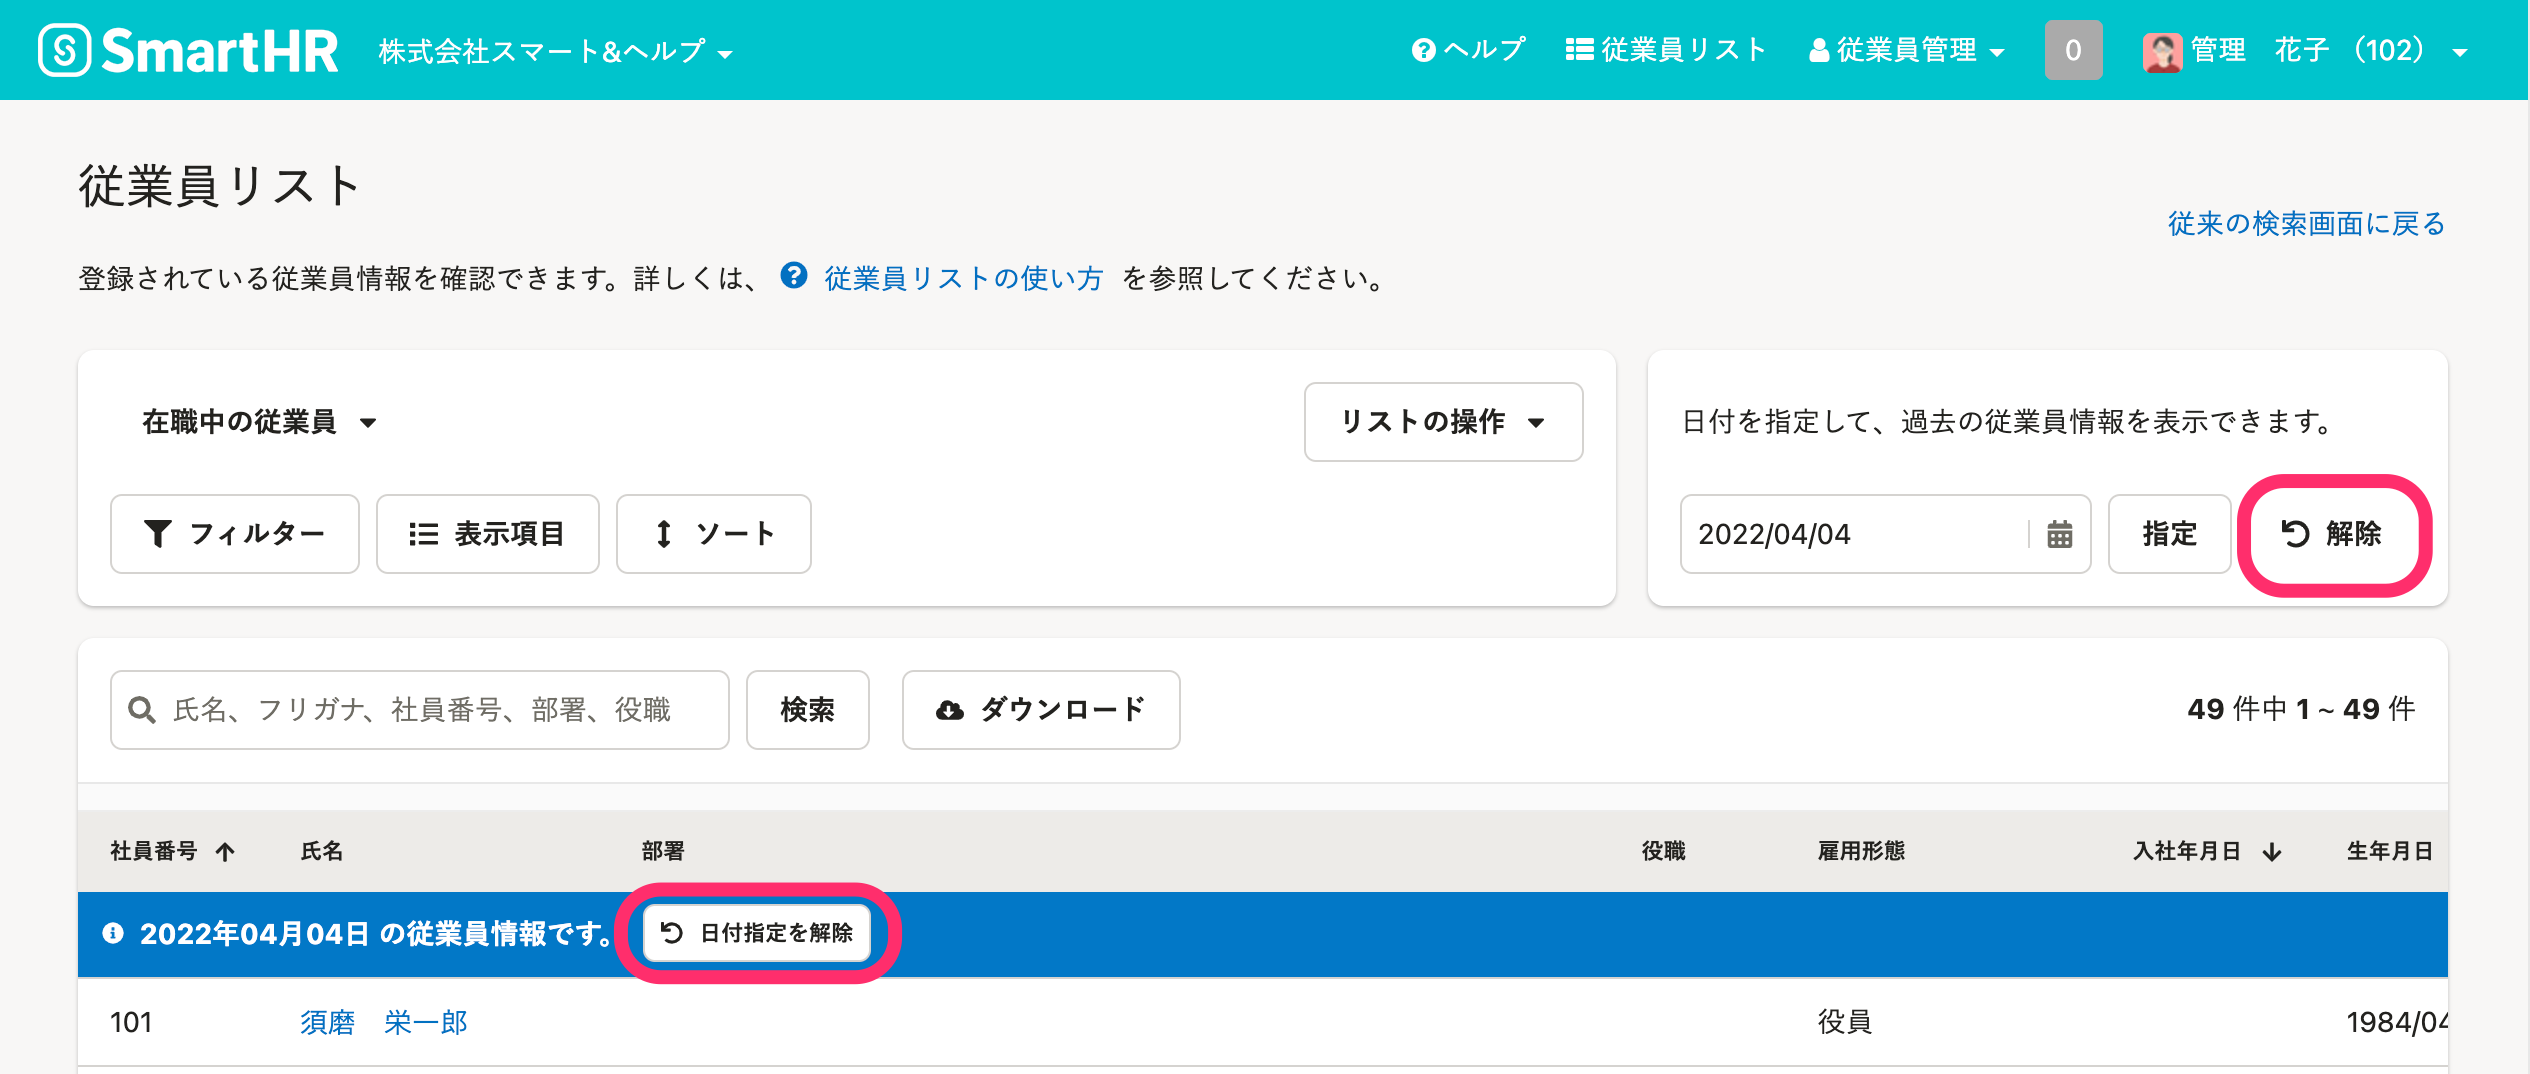 SmartHR 株式会社スマート&ヘルプ ヘルプ 従業員リスト 従業員管理 0 管理　花子（102）
従業員リスト
従来の検索画面に戻る
登録されている従業員情報を確認できます。詳しくは、 従業員リストの使い方 を参照してください。
在職中の従業員 リストの操作
フィルター 表示項目 ソート
日付を指定して、過去の従業員情報を表示できます。
2022/04/04 指定 解除
氏名、フリガナ、社員番号、部署、役職 検索 ダウンロード 49 件中 1 ~ 49 件
社員番号 氏名 部署 役職 雇用形態 入社年月日 生年月日
2022年04月04日 の従業員情報です。 日付指定を解除
101 須磨　栄一郎 役員 1984/04